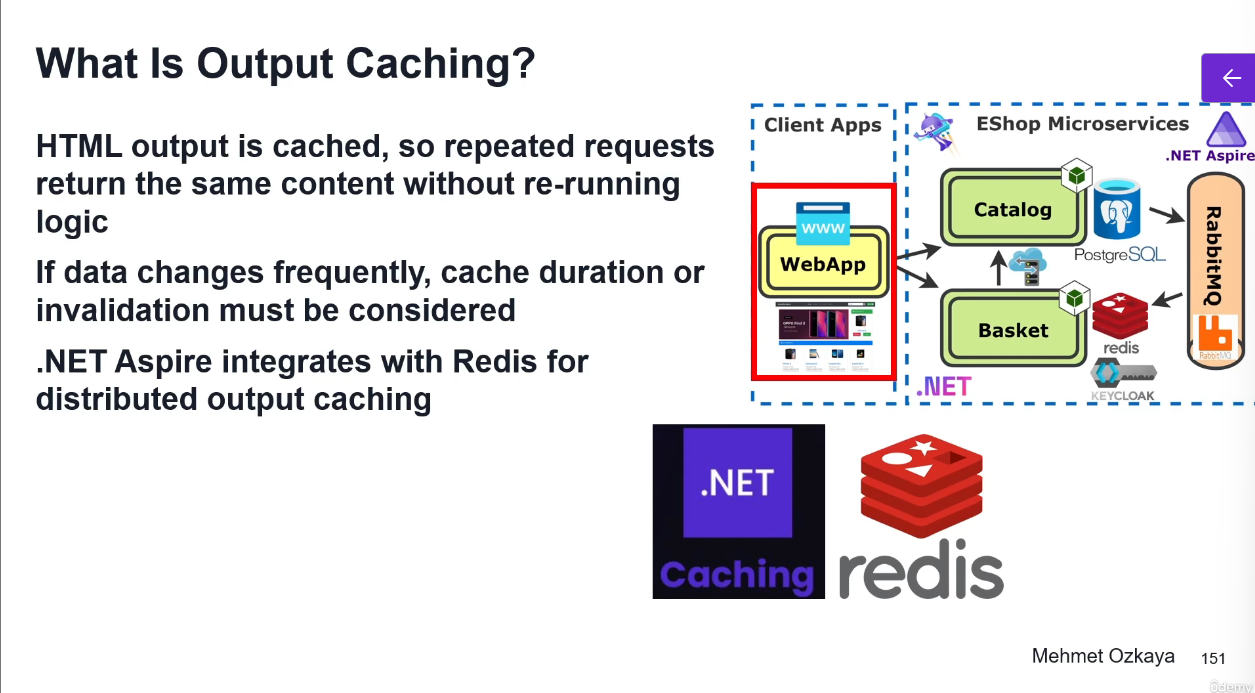 What Is Output Caching?
HTML output is cached, so repeated requests
return the same content without re-running
logic
If data changes frequently, cache duration or
invalidation must be considered
.NET Aspire integrates with Redis for
distributed output caching
Client Apps
WWW
WebApp
EShop Microservices
.NET Aspire
Catalog
PostgreSQL
RabbitMQ
RabbitMQ
Basket
redis
KEYCLOAK
.NET
.NET
Caching
redis
Mehmet Ozkaya
151
ûdemy